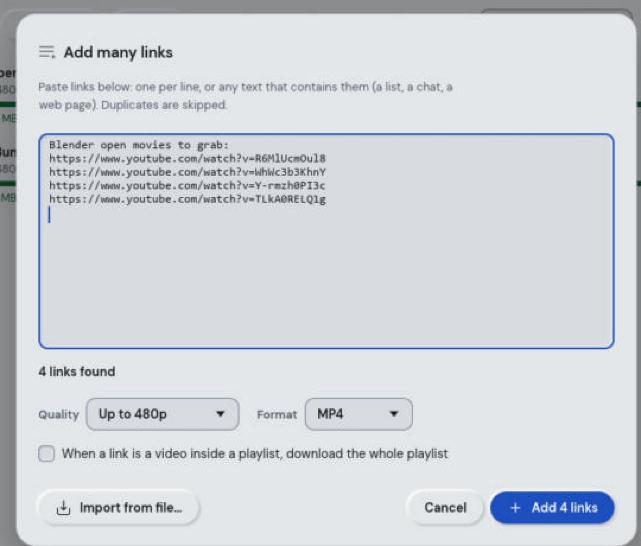 Add many links
Paste links below: one per line, or any text that contains them (a list, a chat, a
web page). Duplicates are skipped.
Blender open movies to grab:
https://www.youtube.com/watch?v=R6MlUcmOul8
https://www.youtube.com/watch?v=WhWc3b3KhnY
https://www.youtube.com/watch?v=Y-rmzh0PI3c
https://www.youtube.com/watch?v=TLkA0RELQ1g
4 links found
Quality Up to 480p Format MP4
When a link is a video inside a playlist, download the whole playlist
Import from file... Cancel + Add 4 links